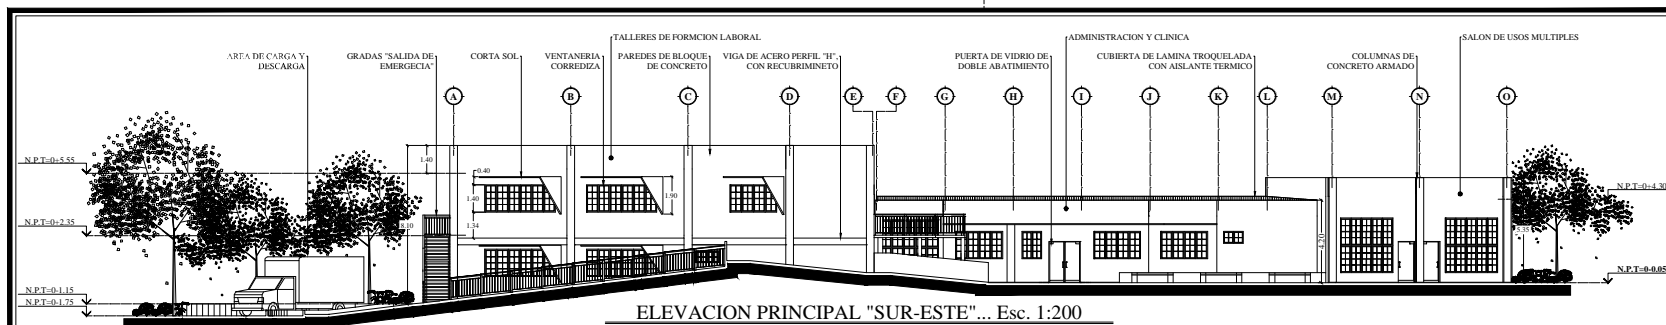 TALLERES DE FORMCION LABORAL
ADMINISTRACION Y CLINICA
SALON DE USOS MULTIPLES
AREA DE CARGA Y
DESCARGA
GRADAS "SALIDA DE
EMERGECIA"
CORTA SOL
VENTANERIA
CORREDIZA
PAREDES DE BLOQUE
DE CONCRETO
VIGA DE ACERO PERFIL "H",
CON RECUBRIMINETO
PUERTA DE VIDRIO DE
DOBLE ABATIMIENTO
CUBIERTA DE LAMINA TROQUELADA
CON AISLANTE TERMICO
COLUMNAS DE
CONCRETO ARMADO
A B C D E F G H I J K L M N O
N.P.T=0+5.55
1.40
0.40
1.40
1.90
1.34
8.10
N.P.T=0+2.35
N.P.T=0-1.15
N.P.T=0-1.75
4.20
5.35
N.P.T=0+4.30
N.P.T=0-0.05
ELEVACION PRINCIPAL "SUR-ESTE"... Esc. 1:200